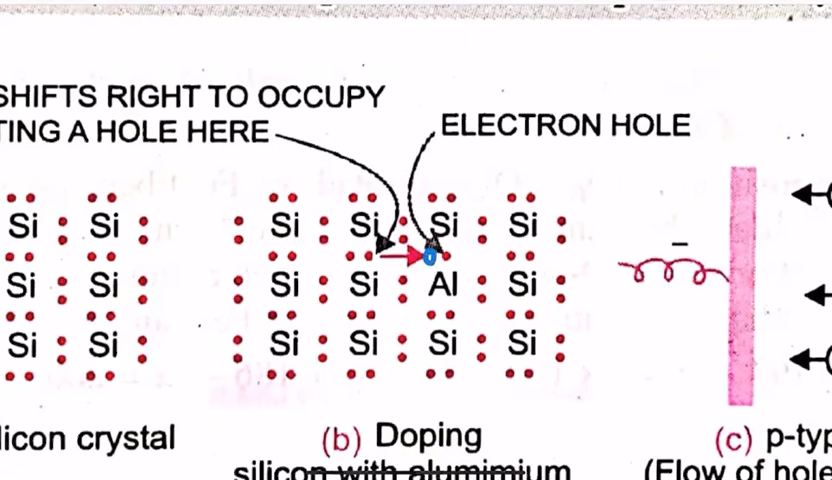 SHIFTS RIGHT TO OCCUPY
TING A HOLE HERE
ELECTRON HOLE
Si Si Si Si Si Si
Si Si Si Si Al Si
Si Si Si Si Si Si
–
licon crystal
(b) Doping
silicon with alumimium
(c) p-typ
(Flow of hole